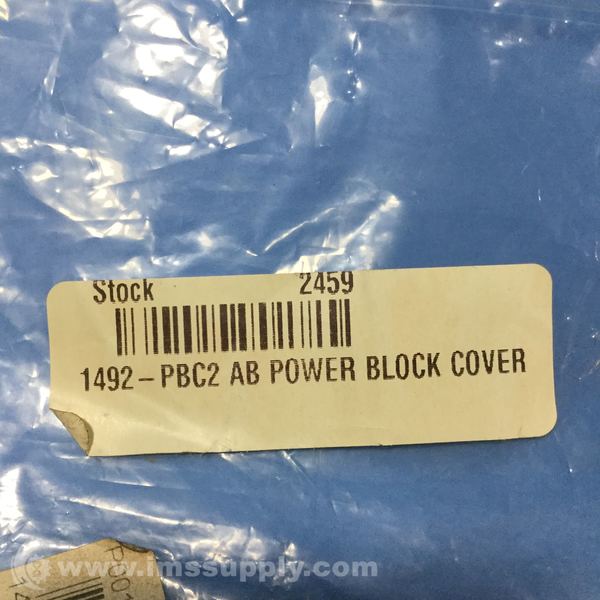 Stock 2459
1492-PBC2 AB POWER BLOCK COVER
www.imssupply.com